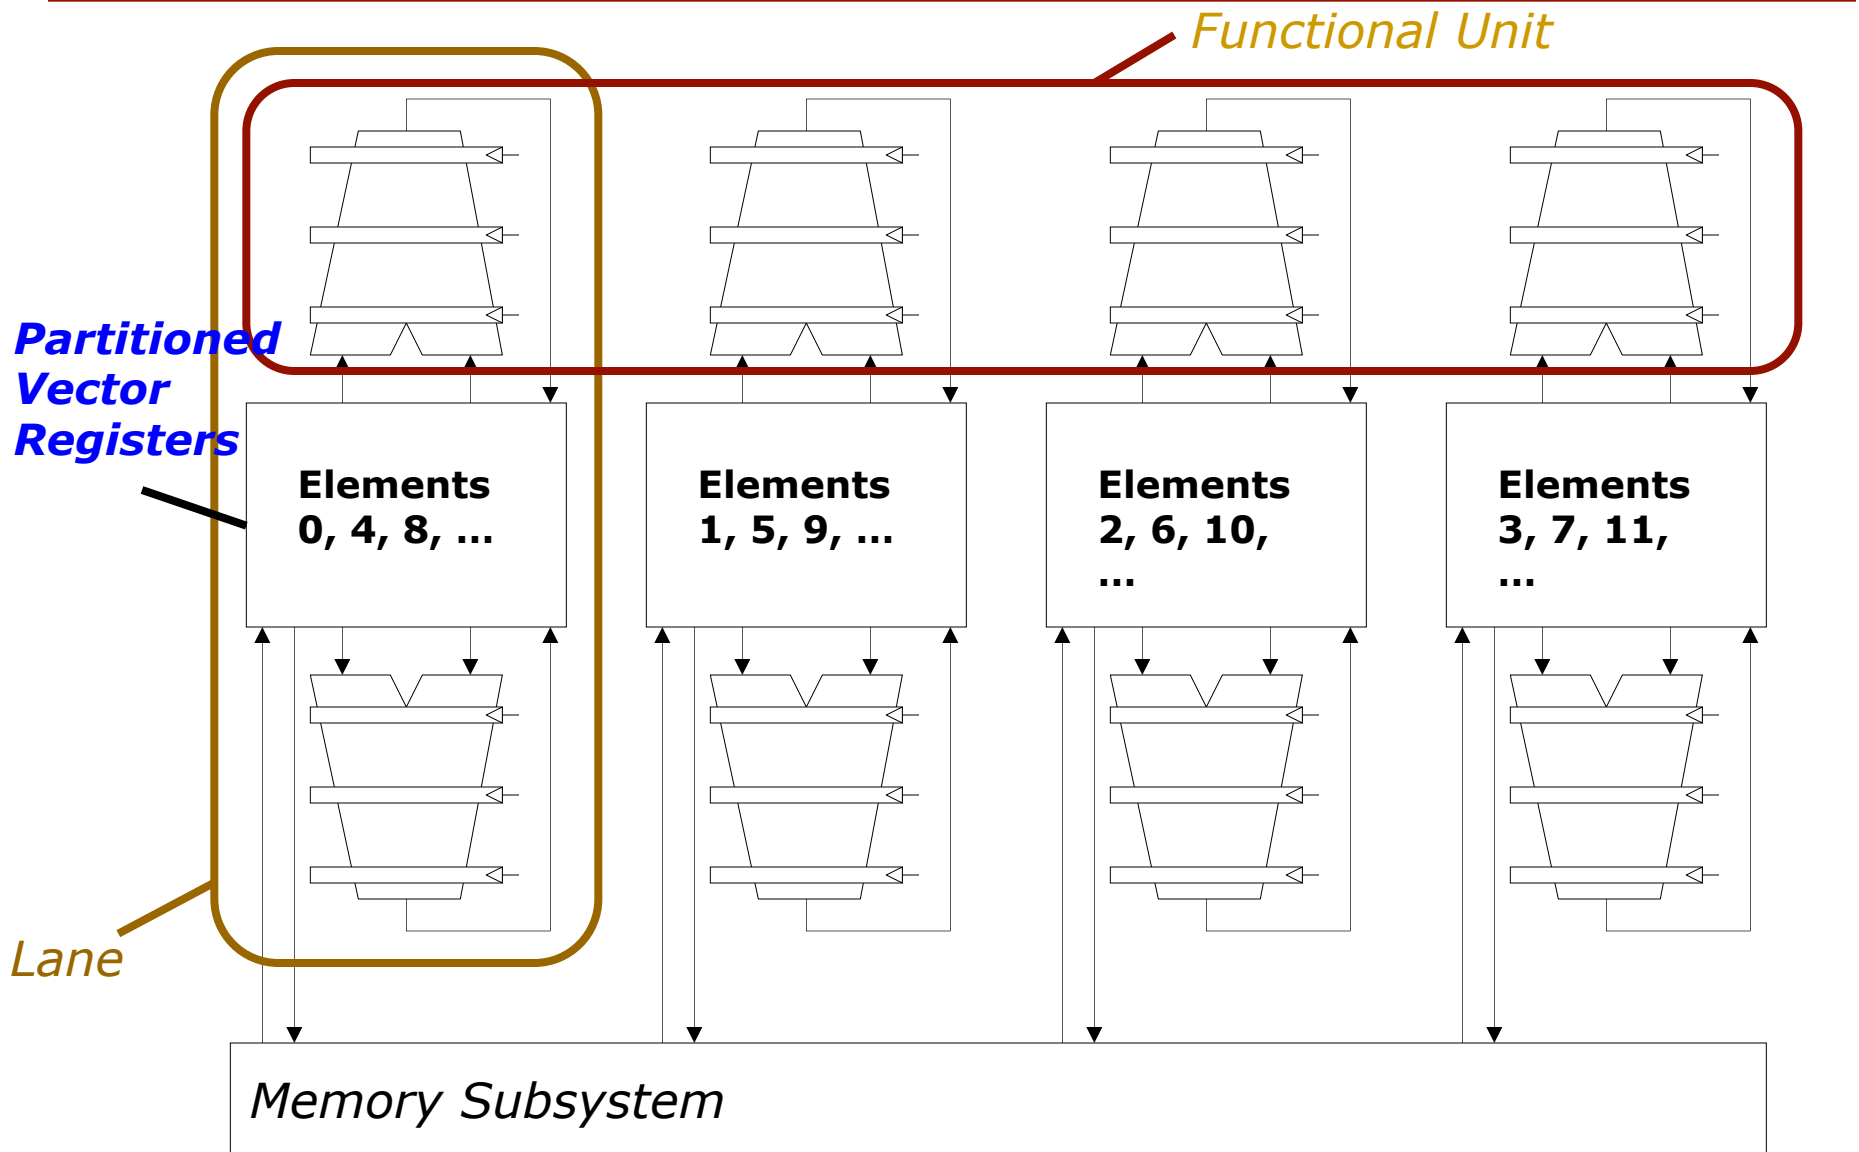 Functional Unit
Partitioned
Vector
Registers
Elements
0, 4, 8, …
Elements
1, 5, 9, …
Elements
2, 6, 10,
…
Elements
3, 7, 11,
…
Lane
Memory Subsystem